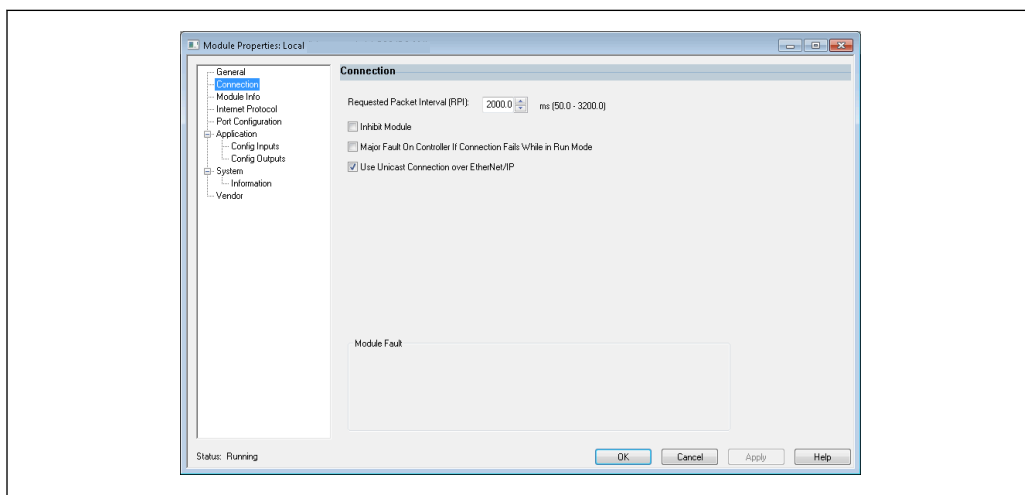 Module Properties: Local
General
Connection
Module Info
Internet Protocol
Port Configuration
Application
Config Inputs
Config Outputs
System
Information
Vendor
Connection
Requested Packet Interval (RPI): 2000.0 ms (50.0 - 3200.0)
Inhibit Module
Major Fault On Controller If Connection Fails While in Run Mode
Use Unicast Connection over EtherNet/IP
Module Fault
Status: Running
OK Cancel Apply Help